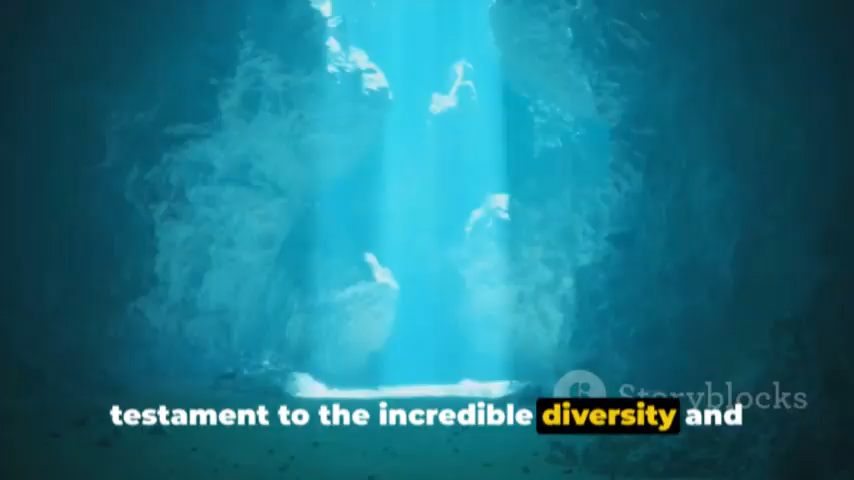 Storyblocks
testament to the incredible diversity and